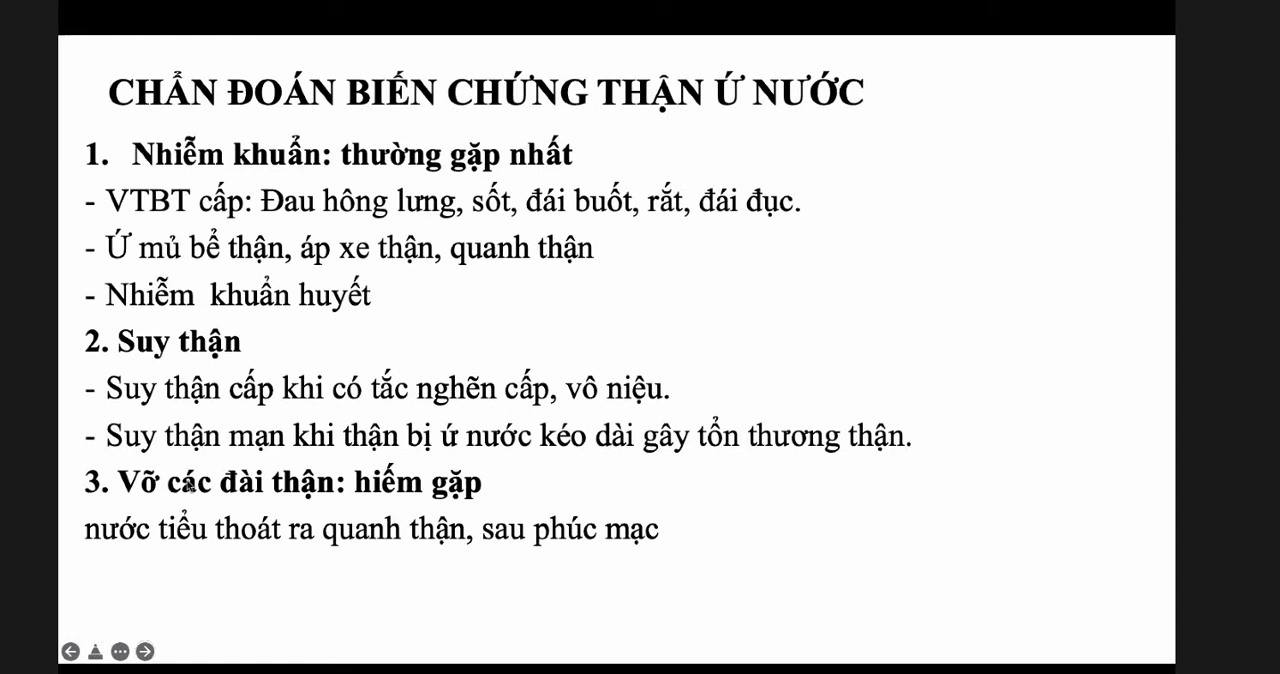 CHẨN ĐOÁN BIẾN CHỨNG THẬN Ứ NƯỚC
1. Nhiễm khuẩn: thường gặp nhất
- VTBT cấp: Đau hông lưng, sốt, đái buốt, rắt, đái đục.
- Ứ mủ bể thận, áp xe thận, quanh thận
- Nhiễm khuẩn huyết
2. Suy thận
- Suy thận cấp khi có tắc nghẽn cấp, vô niệu.
- Suy thận mạn khi thận bị ứ nước kéo dài gây tổn thương thận.
3. Vỡ các đài thận: hiếm gặp
nước tiểu thoát ra quanh thận, sau phúc mạc